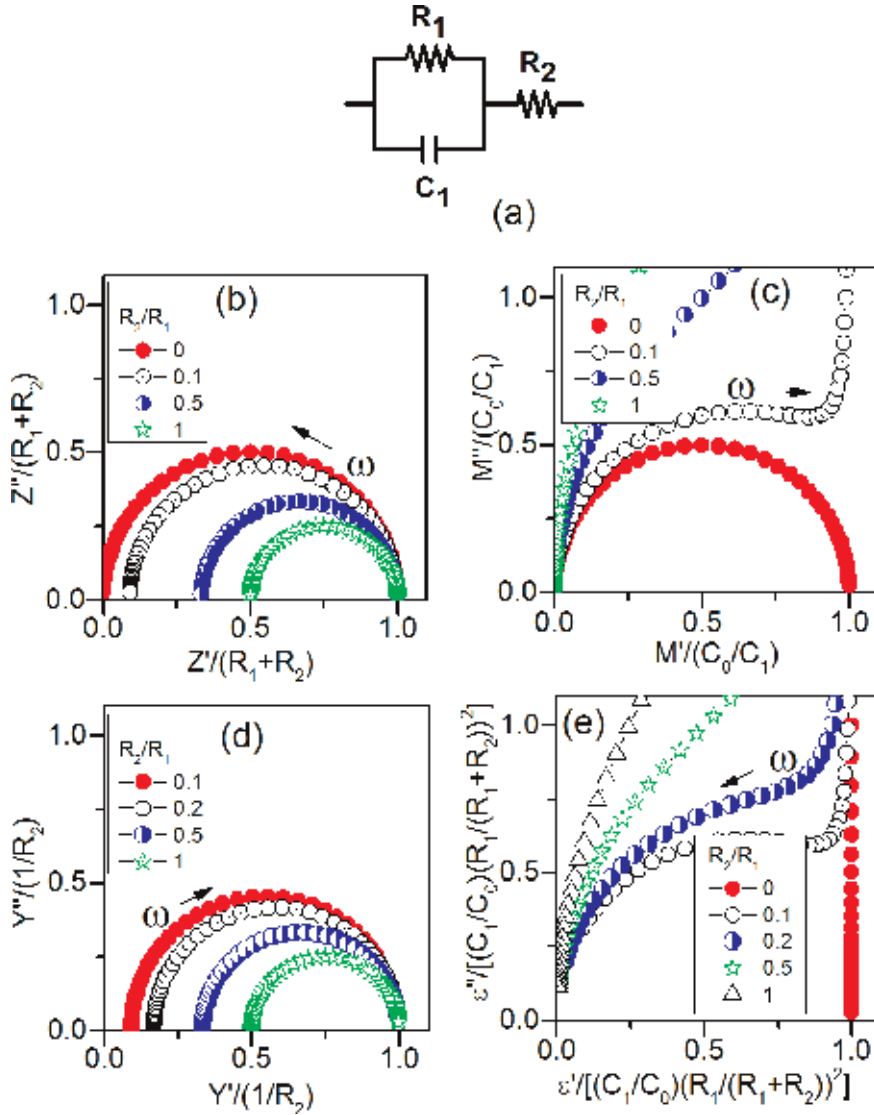 R₁
R₂
C₁
(a)
(b)
R₂/R₁
0
0.1
0.5
1
ω
1.0
0.5
0.0
Z''/(R₁+R₂)
0.0
0.5
1.0
Z'/(R₁+R₂)
(c)
R₂/R₁
0
0.1
0.5
1
ω
1.0
0.5
0.0
M''/(C₀/C₁)
0.0
0.5
1.0
M'/(C₀/C₁)
(d)
R₂/R₁
0.1
0.2
0.5
1
ω
1.0
0.5
0.0
Y''/(1/R₂)
0.0
0.5
1.0
Y'/(1/R₂)
(e)
ω
R₂/R₁
0
0.1
0.2
0.5
1
1.0
0.5
0.0
ε''/[(C₁/C₀)(R₁/(R₁+R₂))²]
0.0
0.5
1.0
ε'/[(C₁/C₀)(R₁/(R₁+R₂))²]